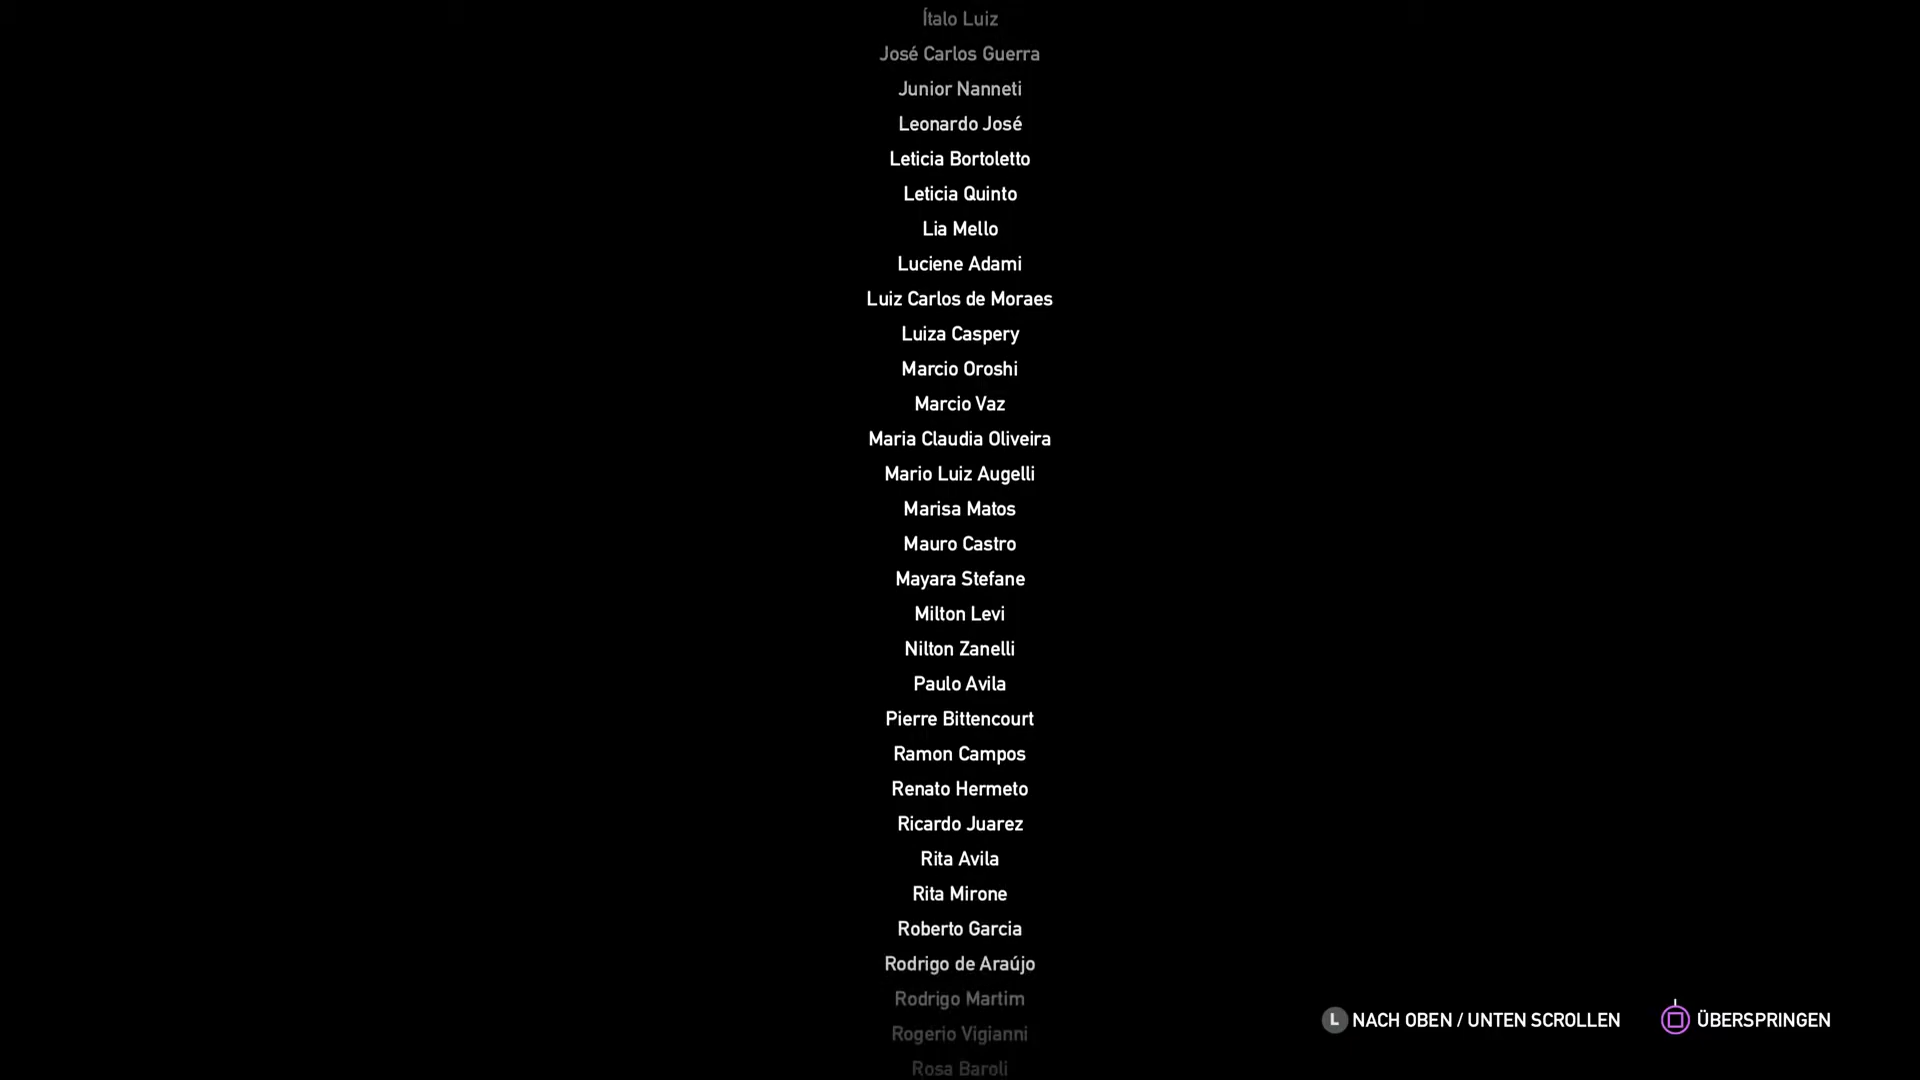 Ítalo Luiz
José Carlos Guerra
Junior Nanneti
Leonardo José
Leticia Bortoletto
Leticia Quinto
Lia Mello
Luciene Adami
Luiz Carlos de Moraes
Luiza Caspery
Marcio Oroshi
Marcio Vaz
Maria Claudia Oliveira
Mario Luiz Augelli
Marisa Matos
Mauro Castro
Mayara Stefane
Milton Levi
Nilton Zanelli
Paulo Avila
Pierre Bittencourt
Ramon Campos
Renato Hermeto
Ricardo Juarez
Rita Avila
Rita Mirone
Roberto Garcia
Rodrigo de Araújo
Rodrigo Martim
Rogerio Vigianni
Rosa Baroli
L NACH OBEN / UNTEN SCROLLEN ÜBERSPRINGEN